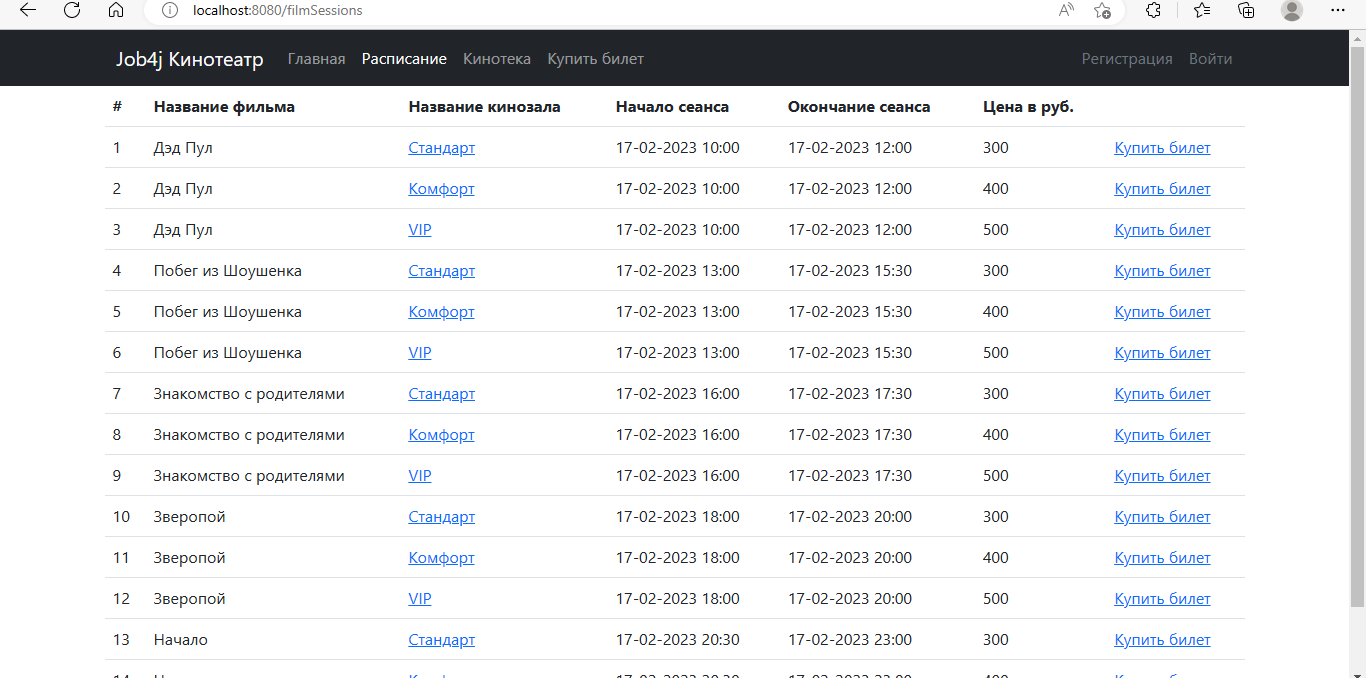 localhost:8080/filmSessions
Job4j Кинотеатр Главная Расписание Кинотека Купить билет Регистрация Войти
# Название фильма Название кинозала Начало сеанса Окончание сеанса Цена в руб.
1 Дэд Пул Стандарт 17-02-2023 10:00 17-02-2023 12:00 300 Купить билет
2 Дэд Пул Комфорт 17-02-2023 10:00 17-02-2023 12:00 400 Купить билет
3 Дэд Пул VIP 17-02-2023 10:00 17-02-2023 12:00 500 Купить билет
4 Побег из Шоушенка Стандарт 17-02-2023 13:00 17-02-2023 15:30 300 Купить билет
5 Побег из Шоушенка Комфорт 17-02-2023 13:00 17-02-2023 15:30 400 Купить билет
6 Побег из Шоушенка VIP 17-02-2023 13:00 17-02-2023 15:30 500 Купить билет
7 Знакомство с родителями Стандарт 17-02-2023 16:00 17-02-2023 17:30 300 Купить билет
8 Знакомство с родителями Комфорт 17-02-2023 16:00 17-02-2023 17:30 400 Купить билет
9 Знакомство с родителями VIP 17-02-2023 16:00 17-02-2023 17:30 500 Купить билет
10 Зверопой Стандарт 17-02-2023 18:00 17-02-2023 20:00 300 Купить билет
11 Зверопой Комфорт 17-02-2023 18:00 17-02-2023 20:00 400 Купить билет
12 Зверопой VIP 17-02-2023 18:00 17-02-2023 20:00 500 Купить билет
13 Начало Стандарт 17-02-2023 20:30 17-02-2023 23:00 300 Купить билет